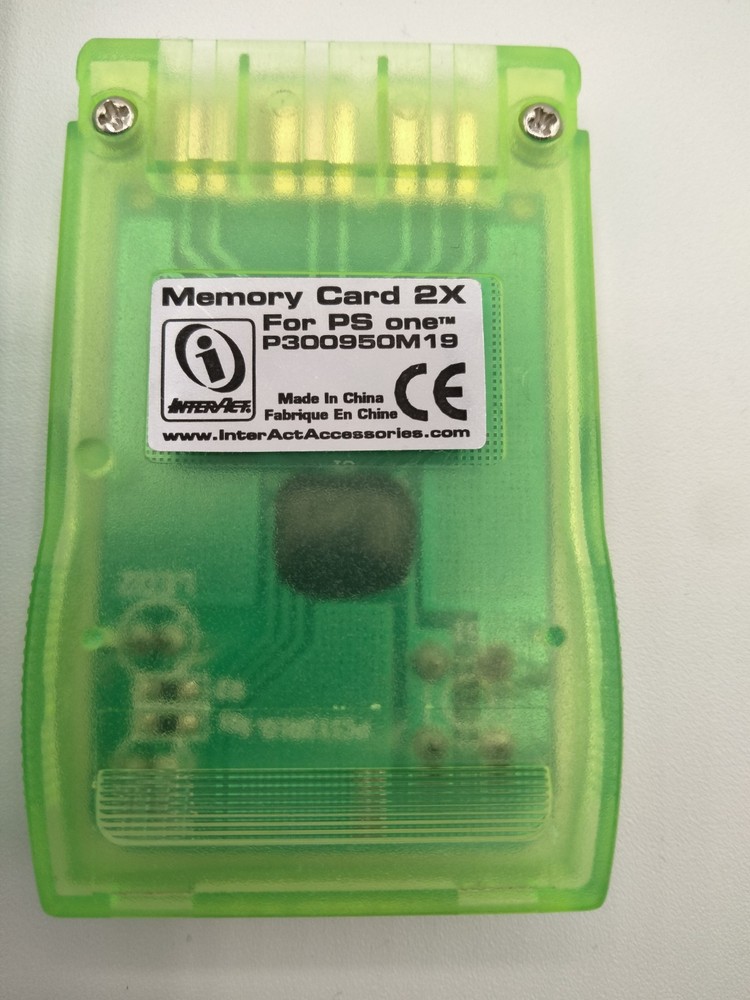 Memory Card 2X
For PS one™
P300950M19
INTERACT®
Made In China
Fabrique En Chine
CE
www.InterActAccessories.com